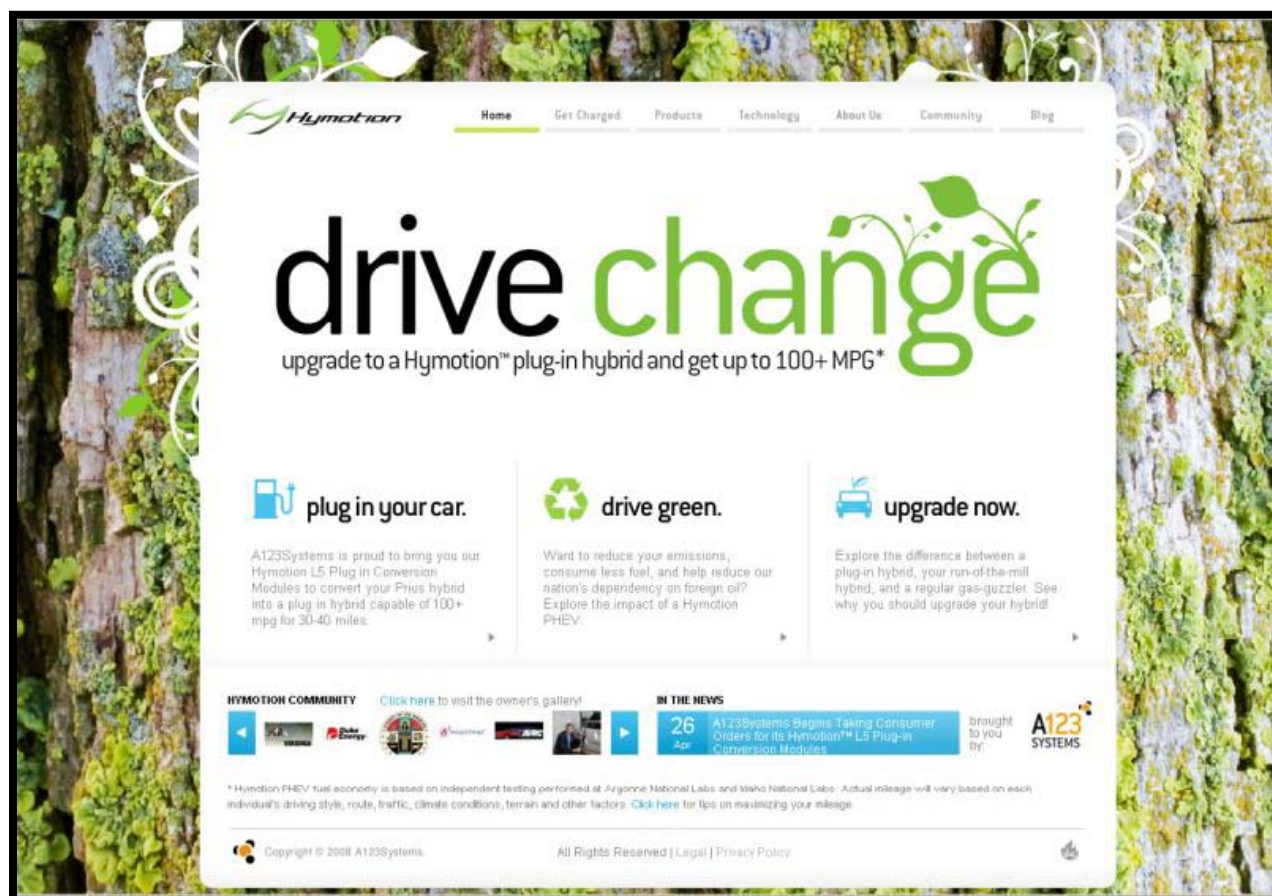 Hymotion
Home Get Charged Products Technology About Us Community Blog
drive change
upgrade to a Hymotion™ plug-in hybrid and get up to 100+ MPG*
plug in your car.
A123Systems is proud to bring you our
Hymotion L5 Plug in Conversion
Modules to convert your Prius hybrid
into a plug in hybrid capable of 100+
mpg for 30-40 miles.
drive green.
Want to reduce your emissions,
consume less fuel, and help reduce our
nation's dependency on foreign oil?
Explore the impact of a Hymotion
PHEV.
upgrade now.
Explore the difference between a
plug-in hybrid, your run-of-the-mill
hybrid, and a regular gas-guzzler. See
why you should upgrade your hybrid!
HYMOTION COMMUNITY Click here to visit the owner's gallery!
Duke
Energy
IN THE NEWS
26
Apr
A123Systems Begins Taking Consumer
Orders for its Hymotion™ L5 Plug-in
Conversion Modules
brought
to you
by:
A123
SYSTEMS
* Hymotion PHEV fuel economy is based on independent testing performed at Argonne National Labs and Idaho National Labs. Actual mileage will vary based on each
individual's driving style, route, traffic, climate conditions, terrain and other factors. Click here for tips on maximizing your mileage.
Copyright © 2008 A123Systems.
All Rights Reserved | Legal | Privacy Policy